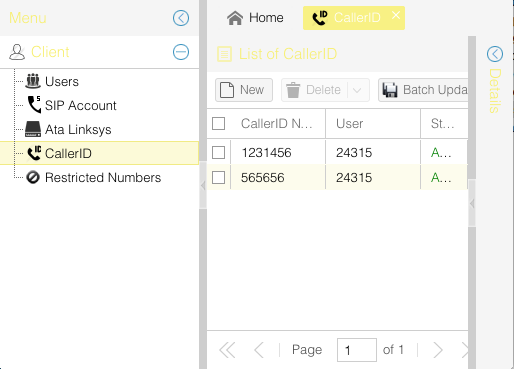 Menu
Client
Users
SIP Account
Ata Linksys
CallerID
Restricted Numbers
Home
CallerID
List of CallerID
New
Delete
Batch Upda
CallerID N...
User
St...
1231456
24315
A...
565656
24315
A...
Page
1
of 1
Details